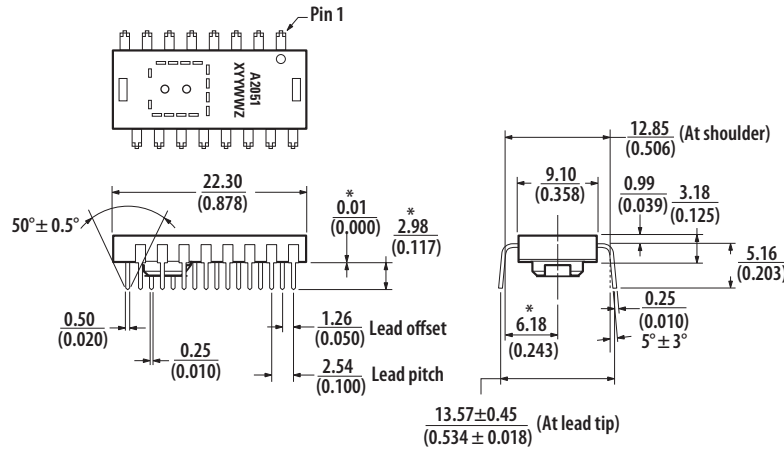 Pin 1
A2051
XYYWWZ
12.85 (At shoulder)
(0.506)
22.30
(0.878)
9.10
(0.358)
0.99
(0.039)
3.18
(0.125)
50° ± 0.5°
*
0.01
(0.000)
*
2.98
(0.117)
5.16
(0.203)
0.50
(0.020)
0.25
(0.010)
1.26 Lead offset
(0.050)
2.54 Lead pitch
(0.100)
*
6.18
(0.243)
0.25
(0.010)
5° ± 3°
13.57±0.45 (At lead tip)
(0.534 ± 0.018)